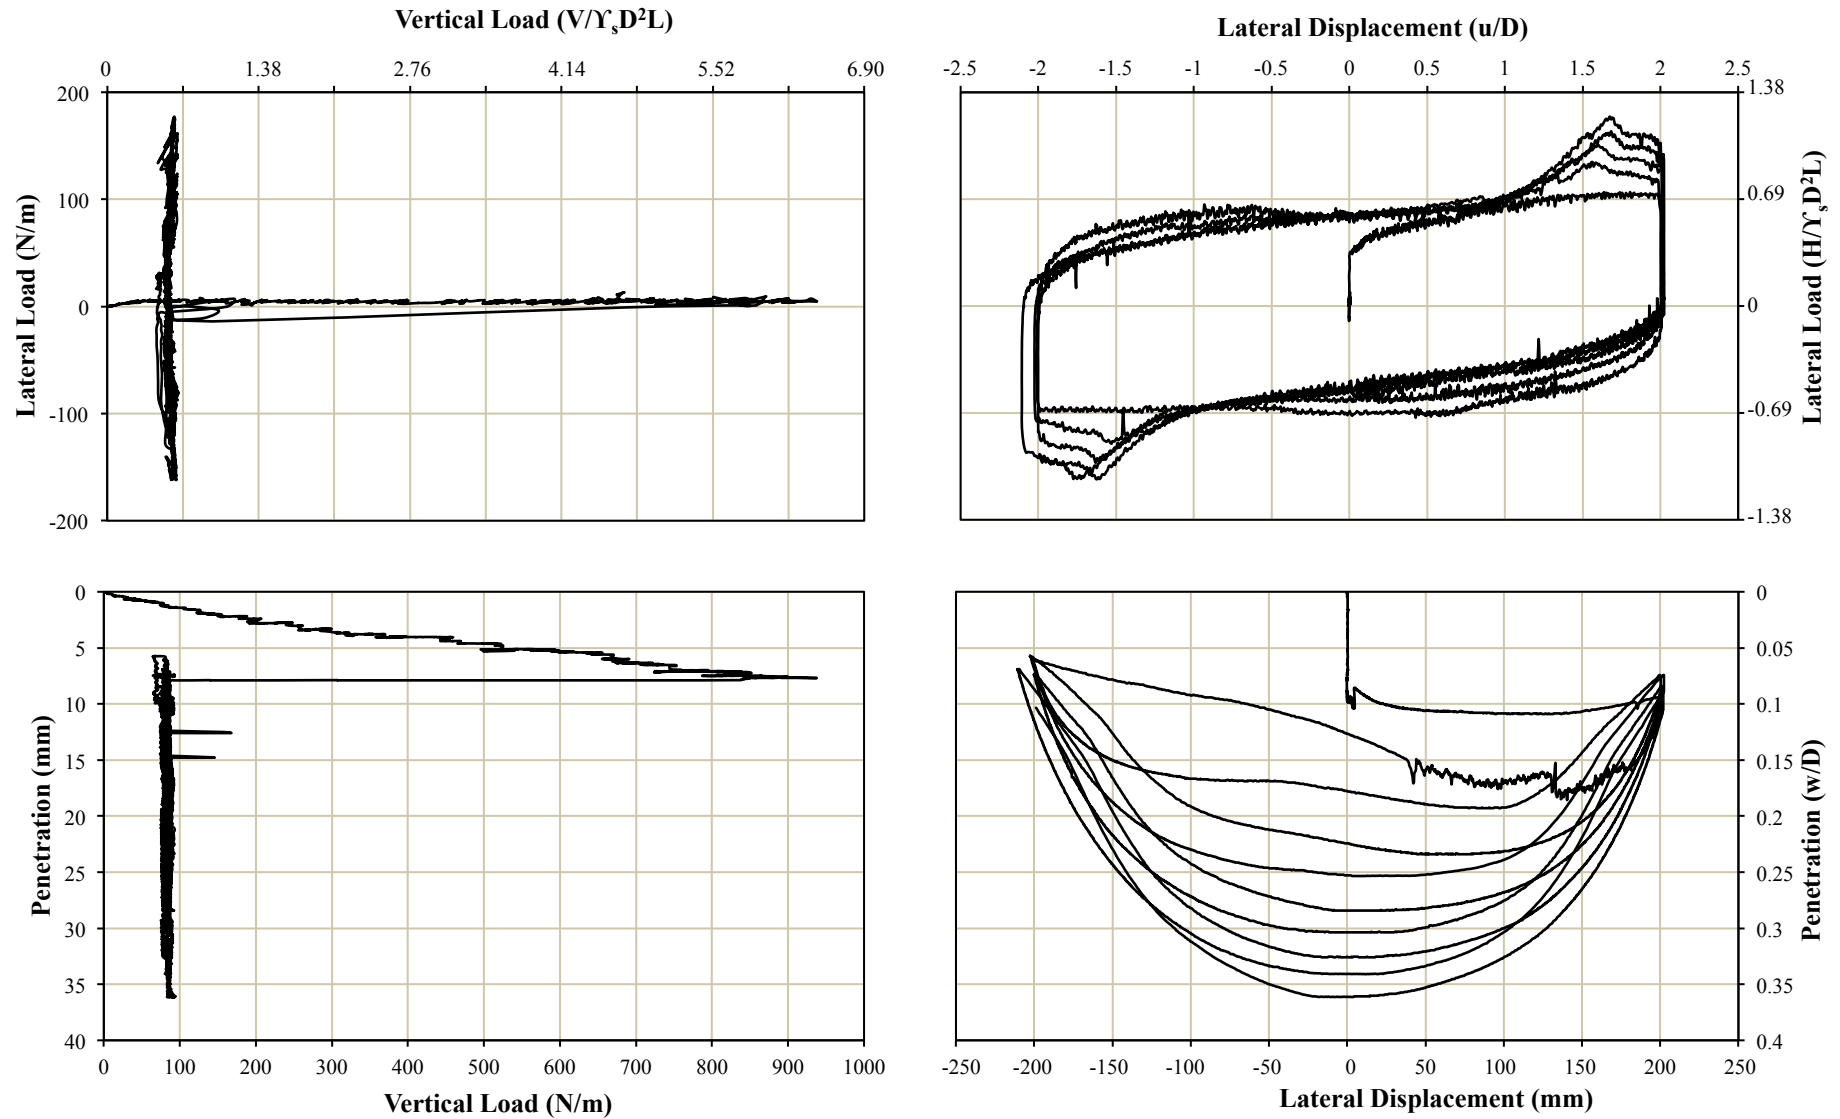 Vertical Load (V/ϒsD²L)
0 1.38 2.76 4.14 5.52 6.90
Lateral Load (N/m)
200
100
0
-100
-200
Lateral Displacement (u/D)
-2.5 -2 -1.5 -1 -0.5 0 0.5 1 1.5 2 2.5
1.38
0.69
0
-0.69
-1.38
Lateral Load (H/ϒsD²L)
Penetration (mm)
0
5
10
15
20
25
30
35
40
0 100 200 300 400 500 600 700 800 900 1000
Vertical Load (N/m)
0
0.05
0.1
0.15
0.2
0.25
0.3
0.35
0.4
Penetration (w/D)
-250 -200 -150 -100 -50 0 50 100 150 200 250
Lateral Displacement (mm)